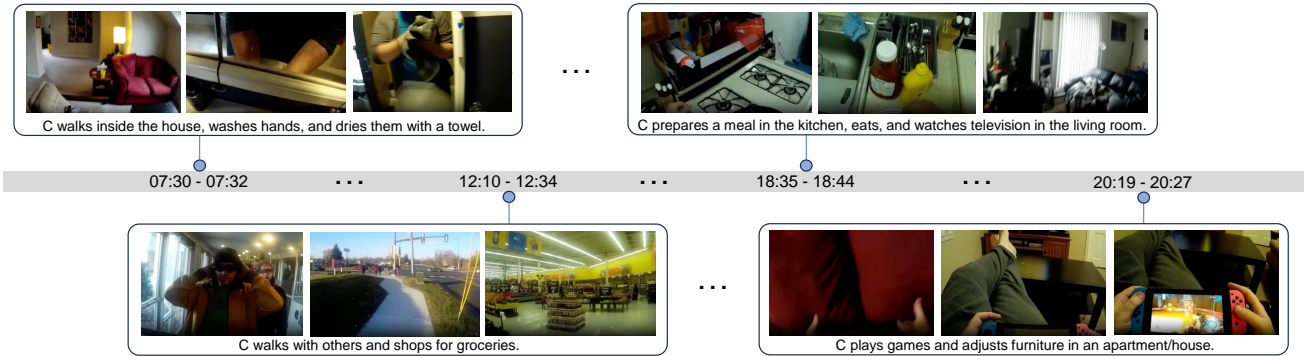 C walks inside the house, washes hands, and dries them with a towel.
. . .
C prepares a meal in the kitchen, eats, and watches television in the living room.
07:30 - 07:32
. . .
12:10 - 12:34
. . .
18:35 - 18:44
. . .
20:19 - 20:27
C walks with others and shops for groceries.
. . .
C plays games and adjusts furniture in an apartment/house.